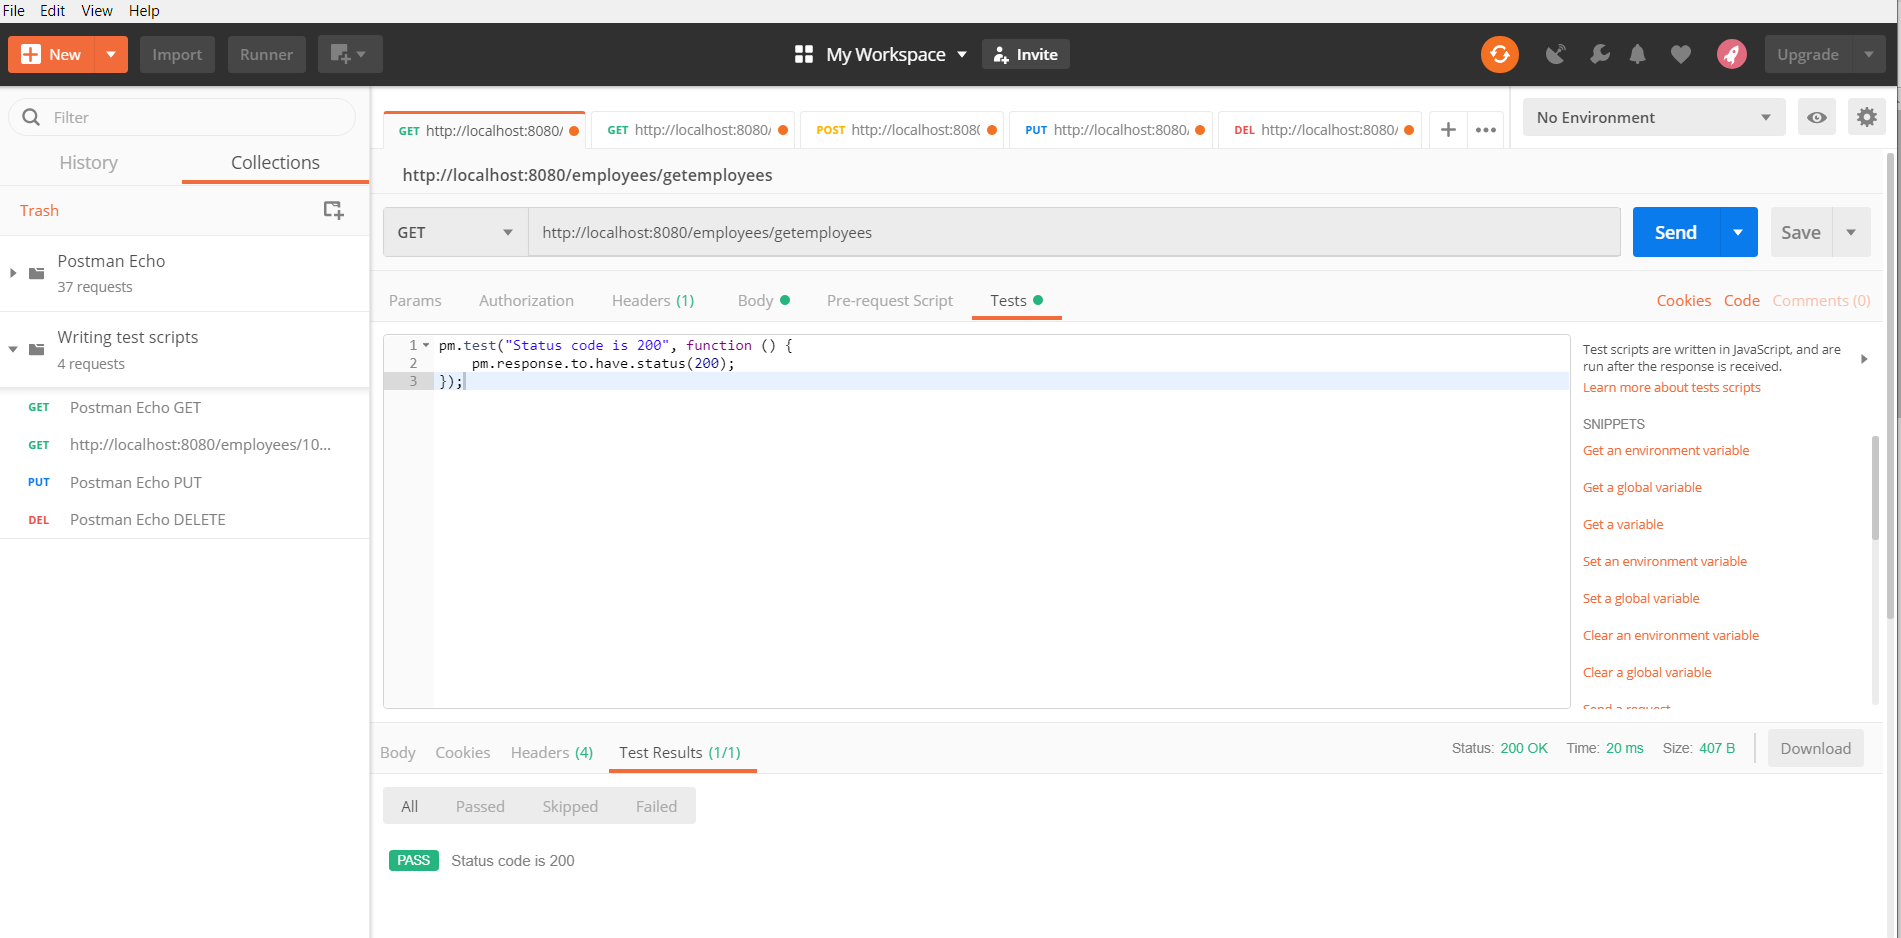 File Edit View Help
New Import Runner My Workspace Invite Upgrade
Filter
History Collections
Trash
Postman Echo
37 requests
Writing test scripts
4 requests
GET Postman Echo GET
GET http://localhost:8080/employees/10...
PUT Postman Echo PUT
DEL Postman Echo DELETE
GET http://localhost:8080/ GET http://localhost:8080/ POST http://localhost:808( PUT http://localhost:8080/ DEL http://localhost:8080/ No Environment
http://localhost:8080/employees/getemployees
GET http://localhost:8080/employees/getemployees Send Save
Params Authorization Headers (1) Body Pre-request Script Tests Cookies Code Comments (0)
1 pm.test("Status code is 200", function () {
2 pm.response.to.have.status(200);
3 });
Test scripts are written in JavaScript, and are
run after the response is received.
Learn more about tests scripts
SNIPPETS
Get an environment variable
Get a global variable
Get a variable
Set an environment variable
Set a global variable
Clear an environment variable
Clear a global variable
Send a request
Body Cookies Headers (4) Test Results (1/1) Status: 200 OK Time: 20 ms Size: 407 B Download
All Passed Skipped Failed
PASS Status code is 200